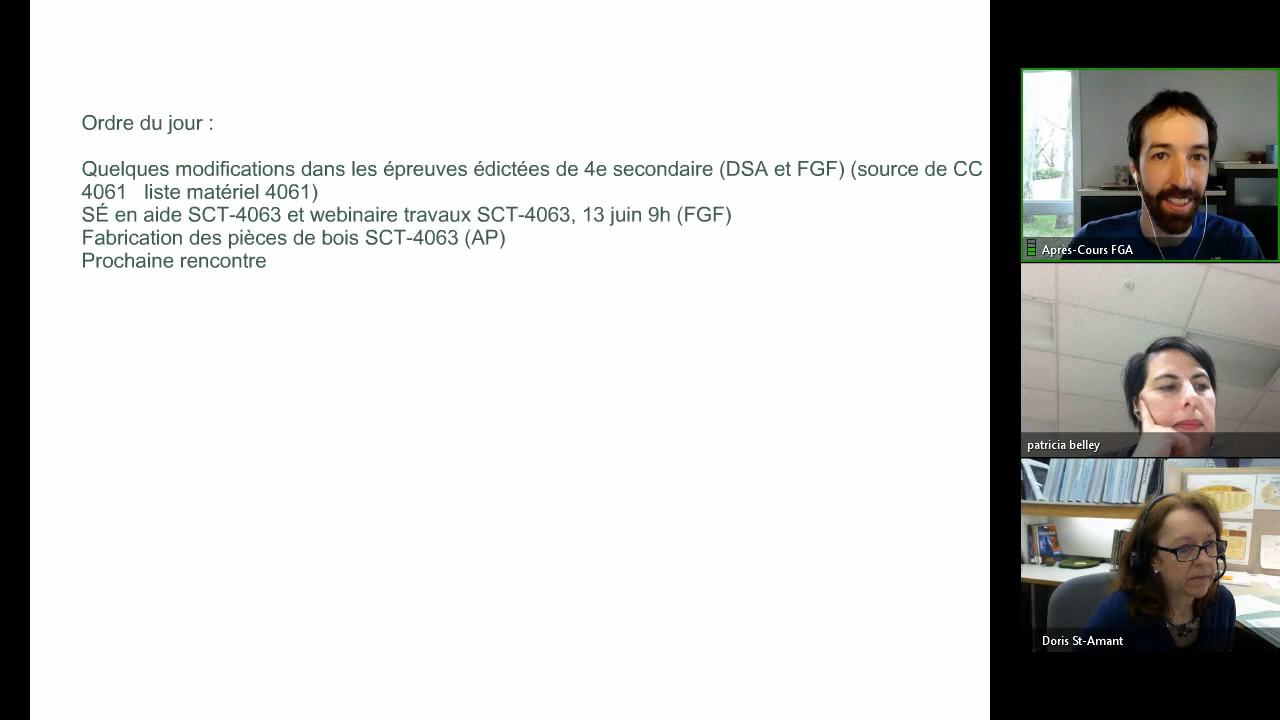 Ordre du jour :
Quelques modifications dans les épreuves édictées de 4e secondaire (DSA et FGF) (source de CC
4061 liste matériel 4061)
SÉ en aide SCT-4063 et webinaire travaux SCT-4063, 13 juin 9h (FGF)
Fabrication des pièces de bois SCT-4063 (AP)
Prochaine rencontre
Après-Cours FGA
patricia belley
Doris St-Amant